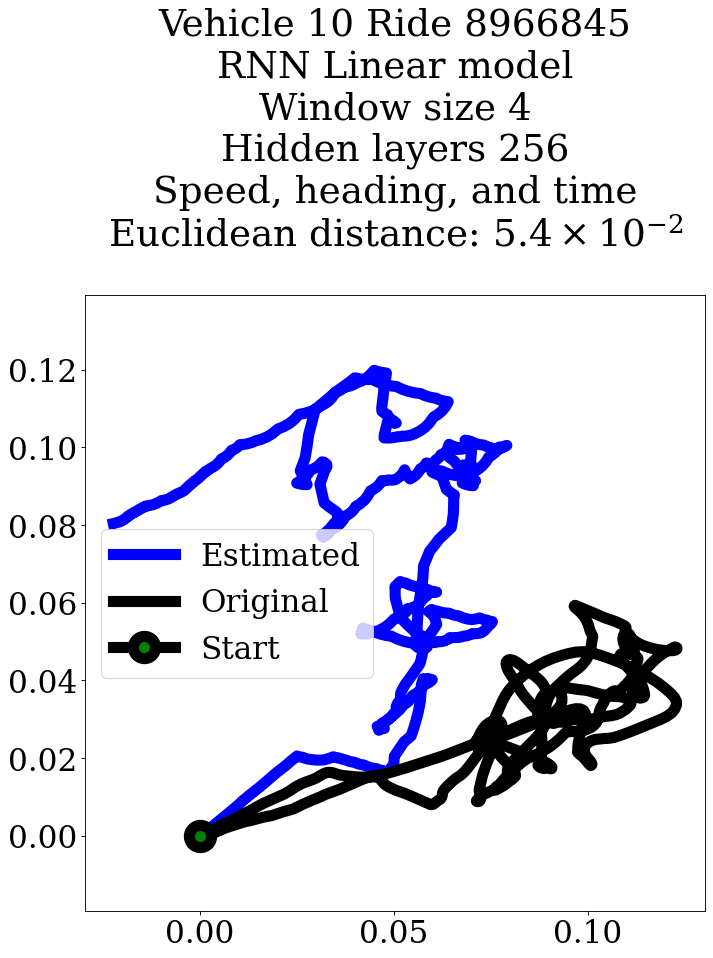 Vehicle 10 Ride 8966845
RNN Linear model
Window size 4
Hidden layers 256
Speed, heading, and time
Euclidean distance: 5.4 × 10⁻²
0.12
0.10
0.08
0.06
0.04
0.02
0.00
Estimated
Original
Start
0.00 0.05 0.10